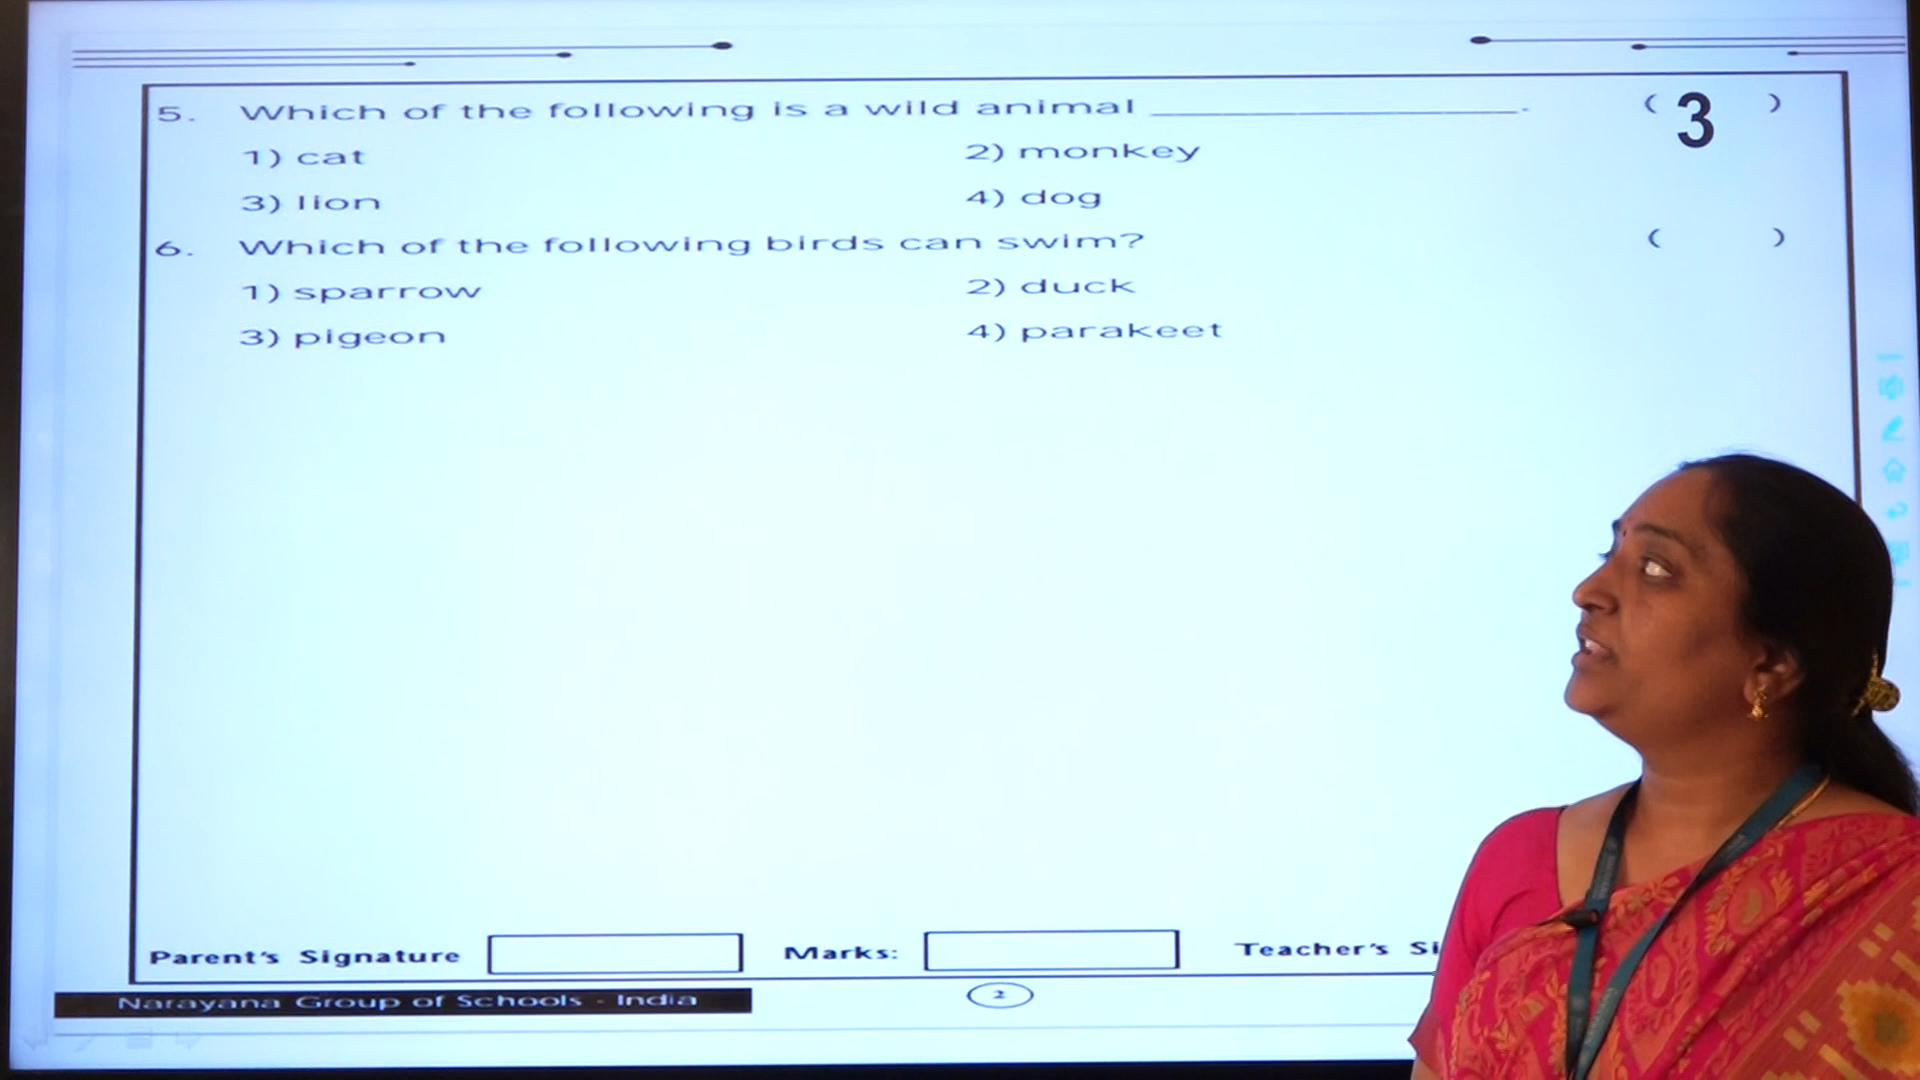 5. Which of the following is a wild animal ____________. ( 3 )
1) cat 2) monkey
3) lion 4) dog
6. Which of the following birds can swim? ( )
1) sparrow 2) duck
3) pigeon 4) parakeet
Parent's Signature Marks: Teacher's Si
Narayana Group of Schools - India 2